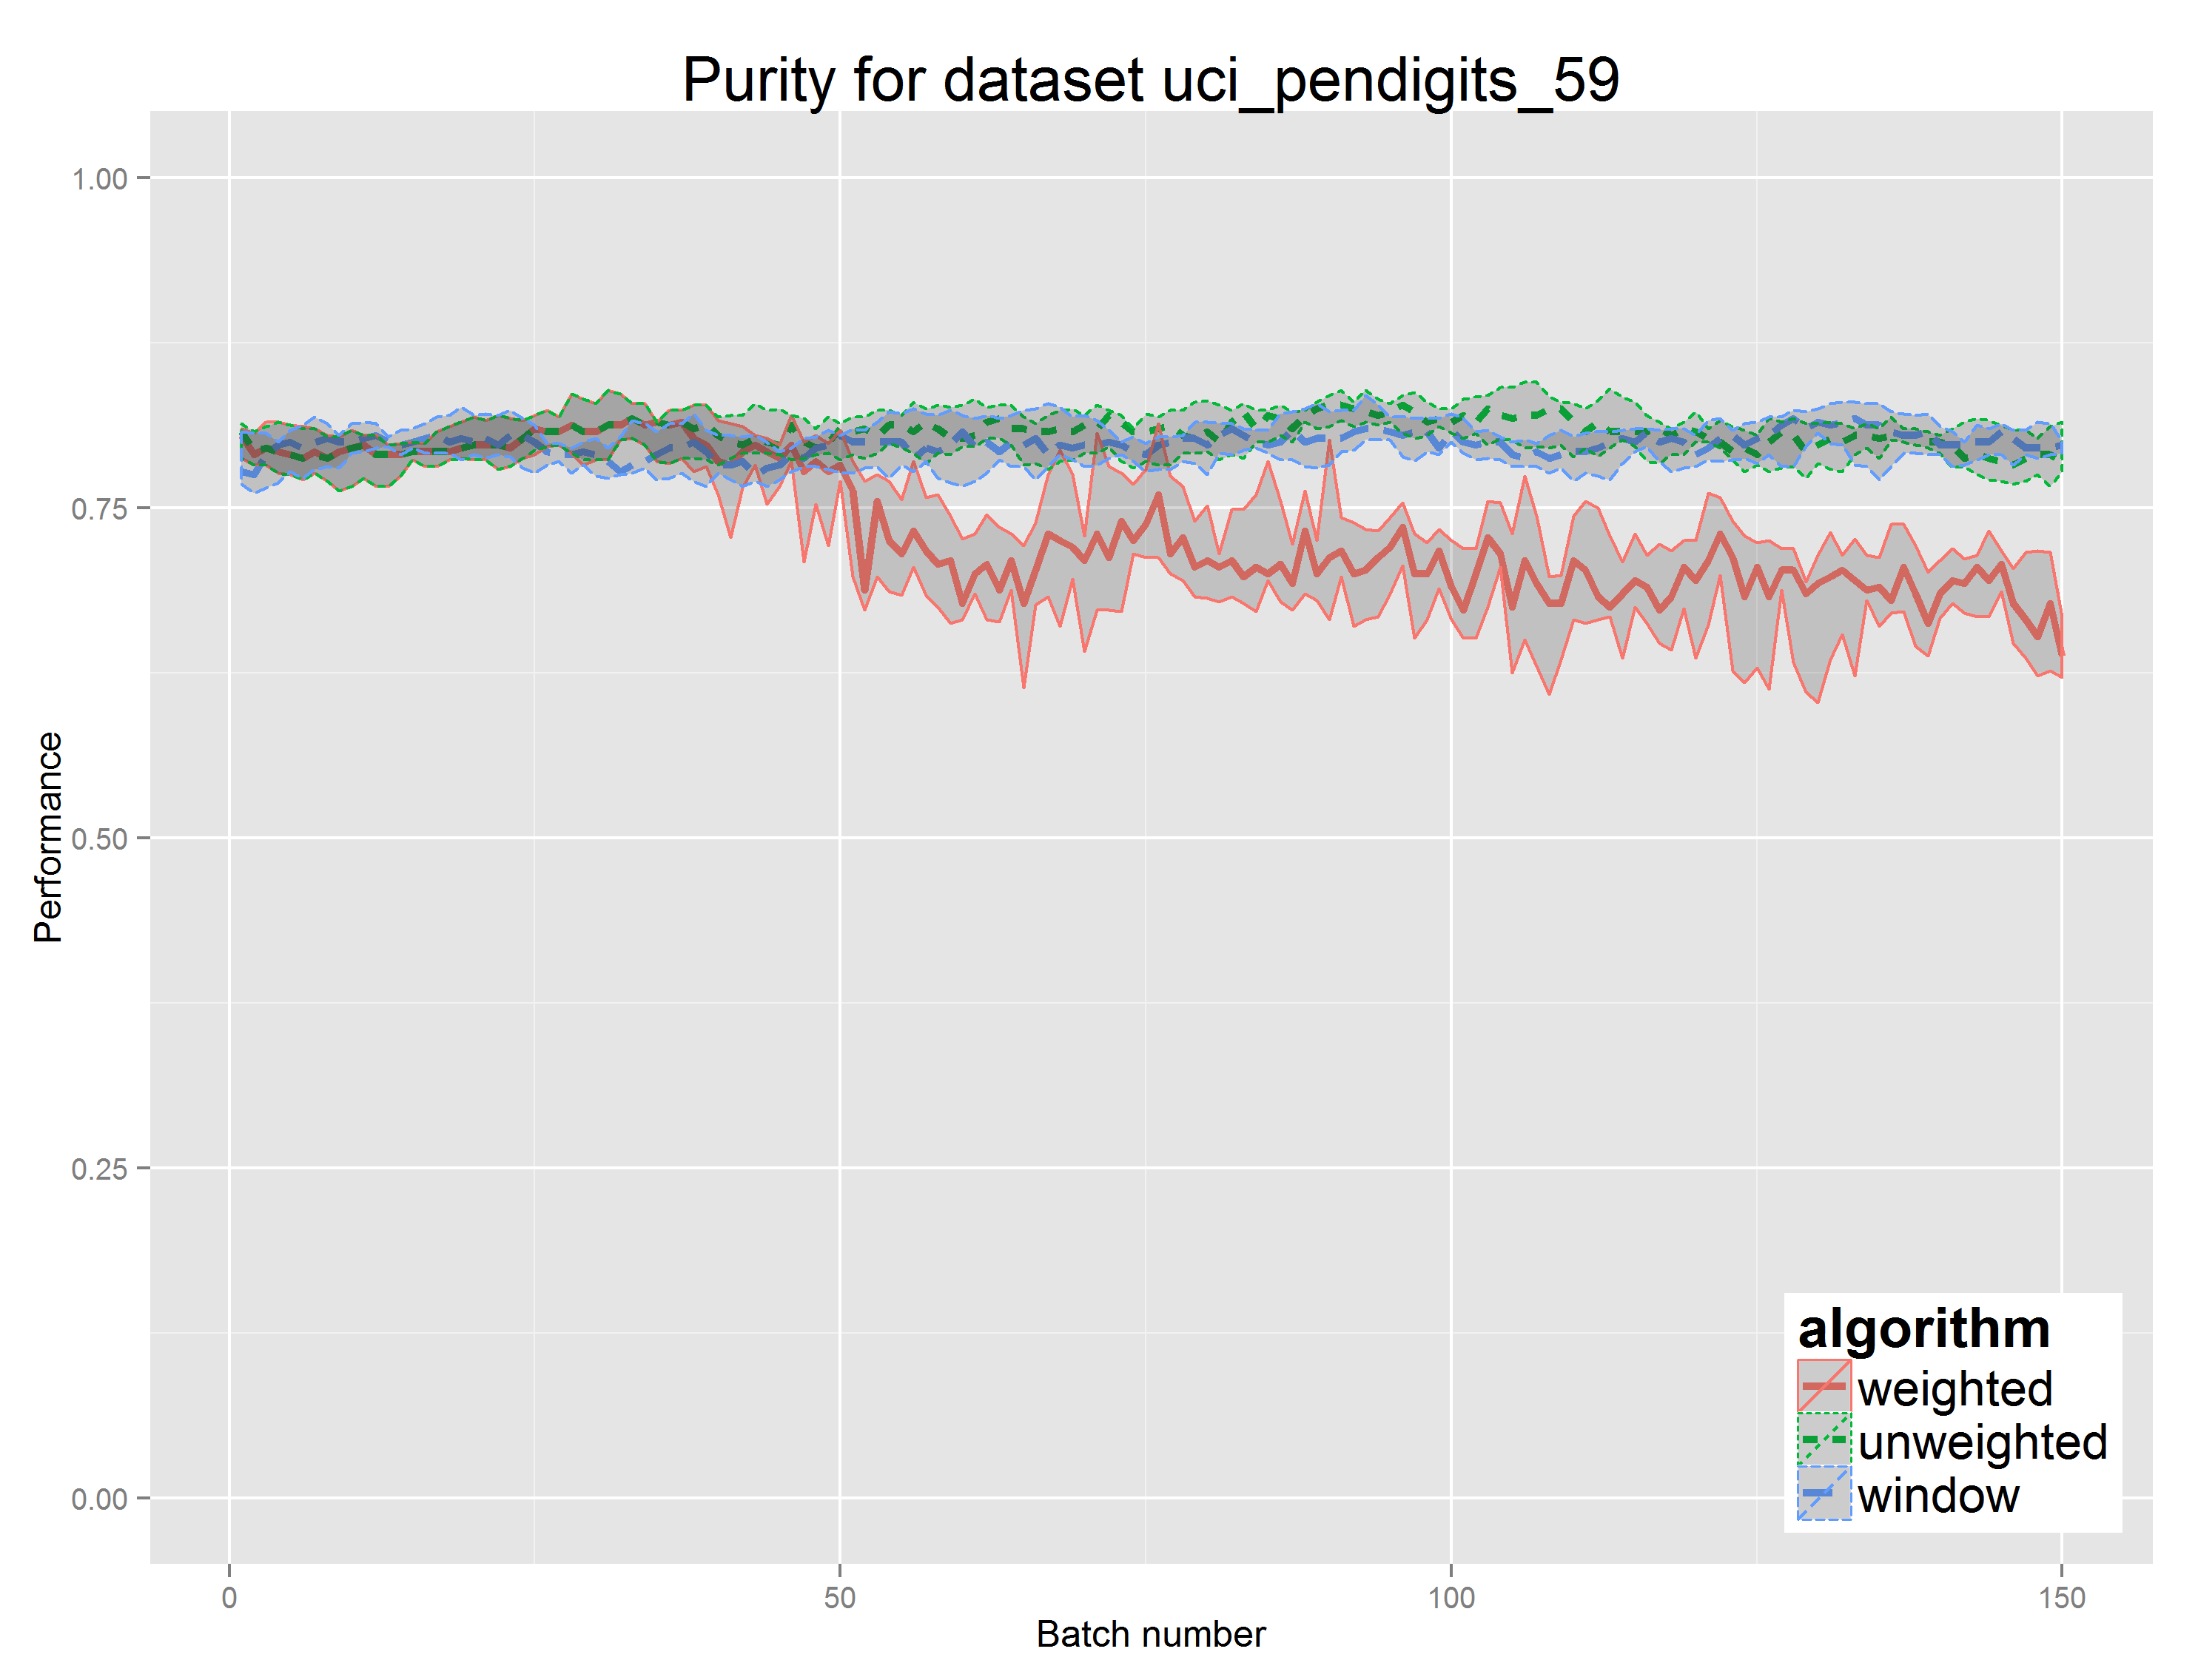 Purity for dataset uci_pendigits_59
1.00
0.75
0.50
0.25
0.00
Performance
0
50
100
150
Batch number
algorithm
weighted
unweighted
window